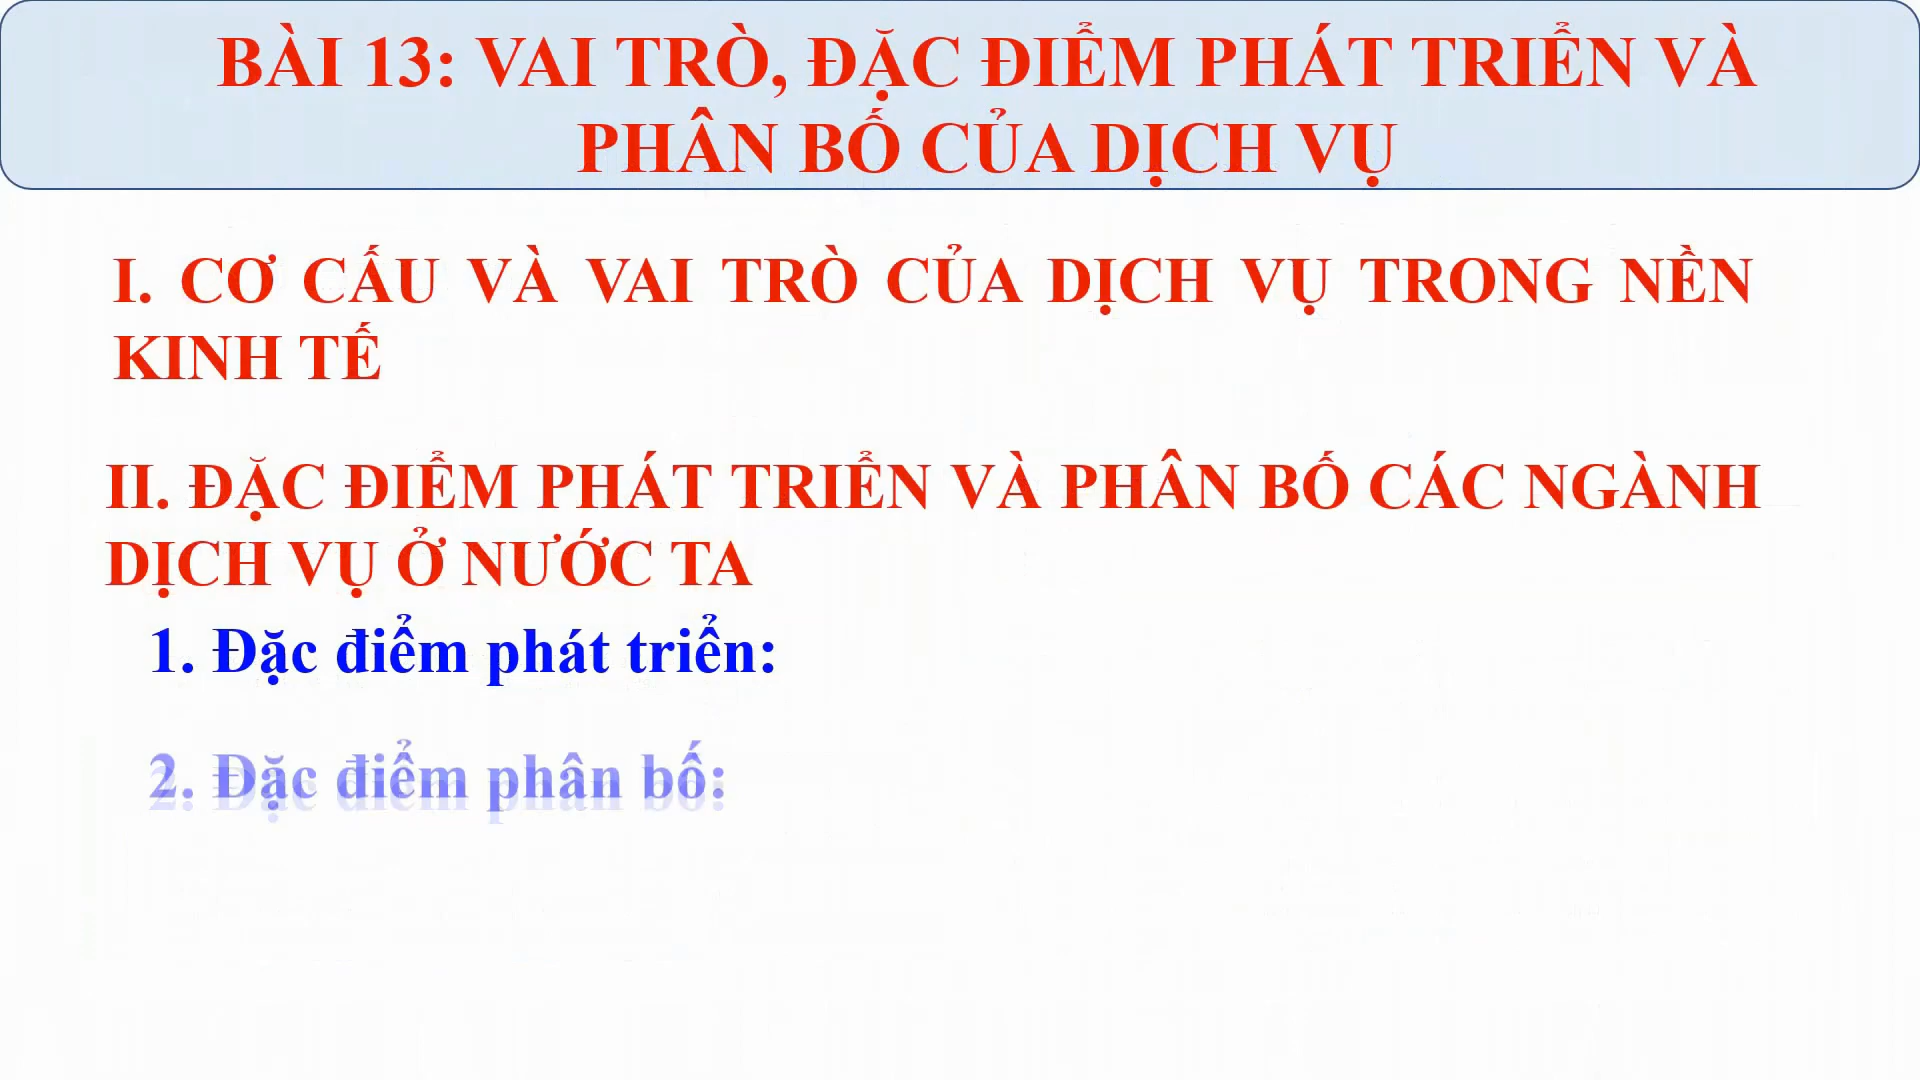 BÀI 13: VAI TRÒ, ĐẶC ĐIỂM PHÁT TRIỂN VÀ
PHÂN BỐ CỦA DỊCH VỤ
I. CƠ CẤU VÀ VAI TRÒ CỦA DỊCH VỤ TRONG NỀN
KINH TẾ
II. ĐẶC ĐIỂM PHÁT TRIỂN VÀ PHÂN BỐ CÁC NGÀNH
DỊCH VỤ Ở NƯỚC TA
1. Đặc điểm phát triển:
2. Đặc điểm phân bố: